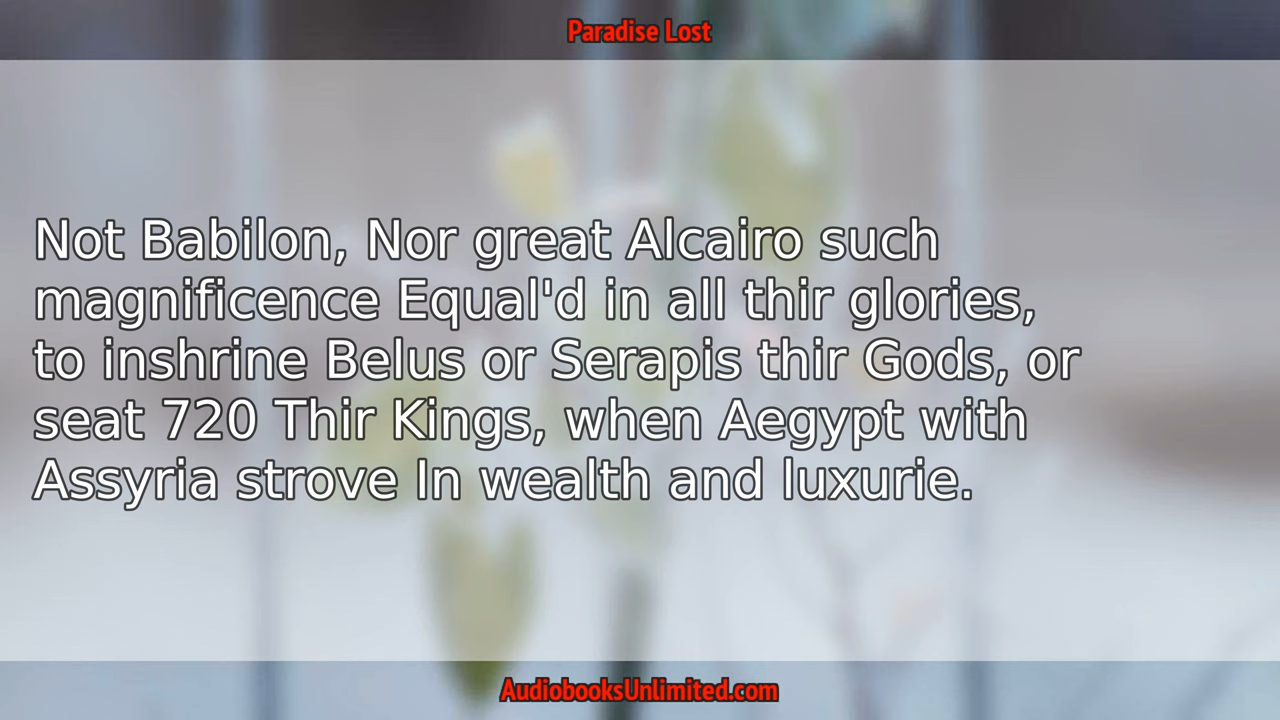 Paradise Lost
Not Babilon, Nor great Alcairo such
magnificence Equal'd in all thir glories,
to inshrine Belus or Serapis thir Gods, or
seat 720 Thir Kings, when Aegypt with
Assyria strove In wealth and luxurie.
AudiobooksUnlimited.com